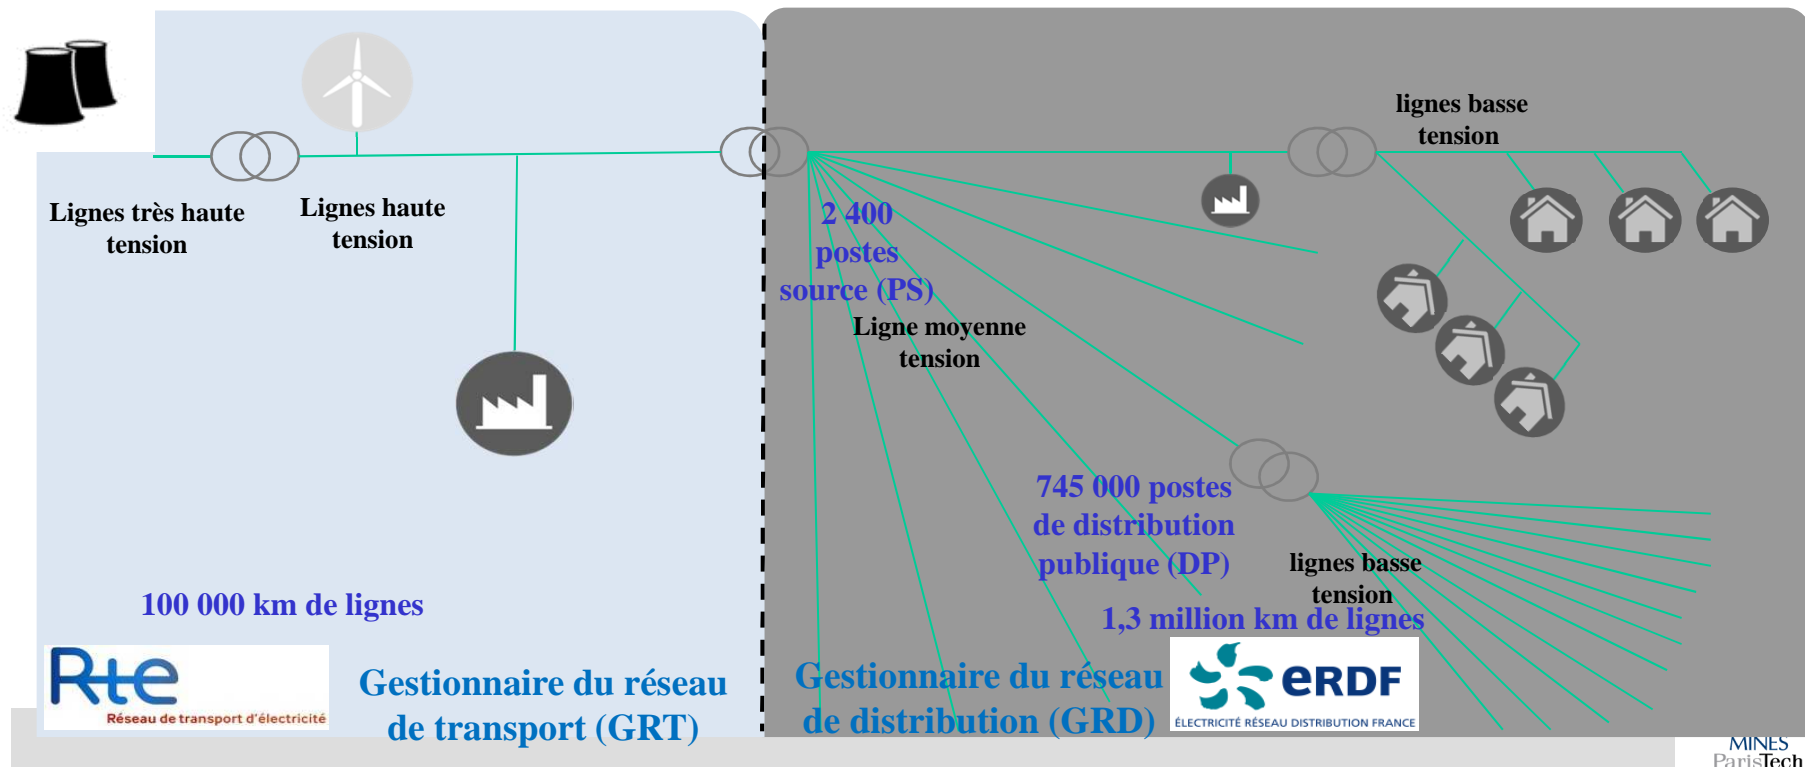 lignes basse
tension
Lignes très haute
tension
Lignes haute
tension
2 400
postes
source (PS)
Ligne moyenne
tension
745 000 postes
de distribution
publique (DP)
lignes basse
tension
100 000 km de lignes
1,3 million km de lignes
Rte
Réseau de transport d'électricité
Gestionnaire du réseau
de transport (GRT)
Gestionnaire du réseau
de distribution (GRD)
eRDF
ÉLECTRICITÉ RÉSEAU DISTRIBUTION FRANCE
MINES
ParisTech